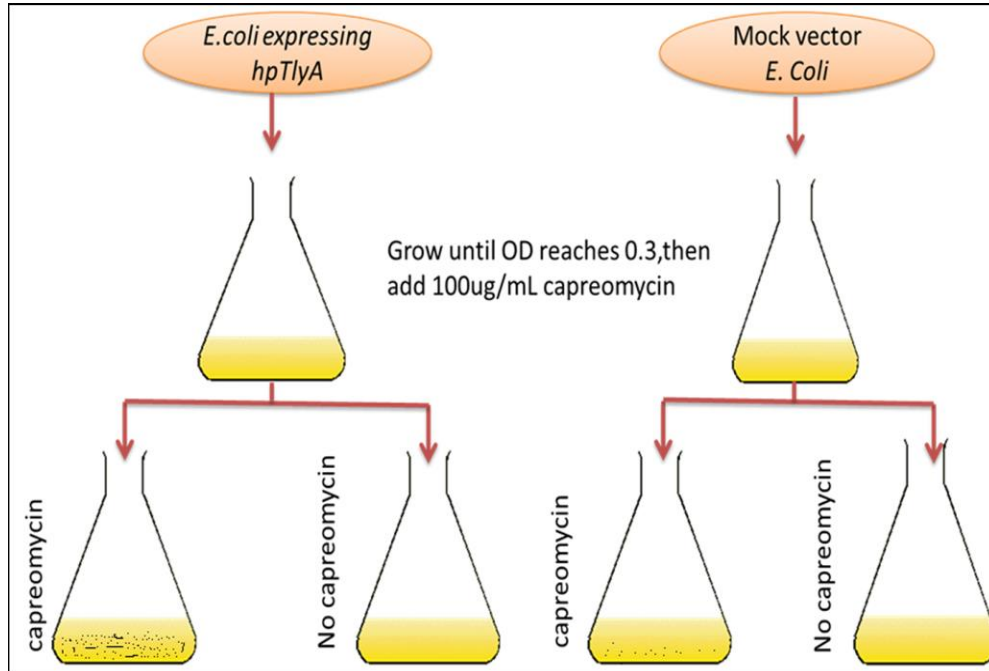 E.coli expressing
hpTlyA
Mock vector
E. Coli
Grow until OD reaches 0.3,then
add 100ug/mL capreomycin
capreomycin
No capreomycin
capreomycin
No capreomycin